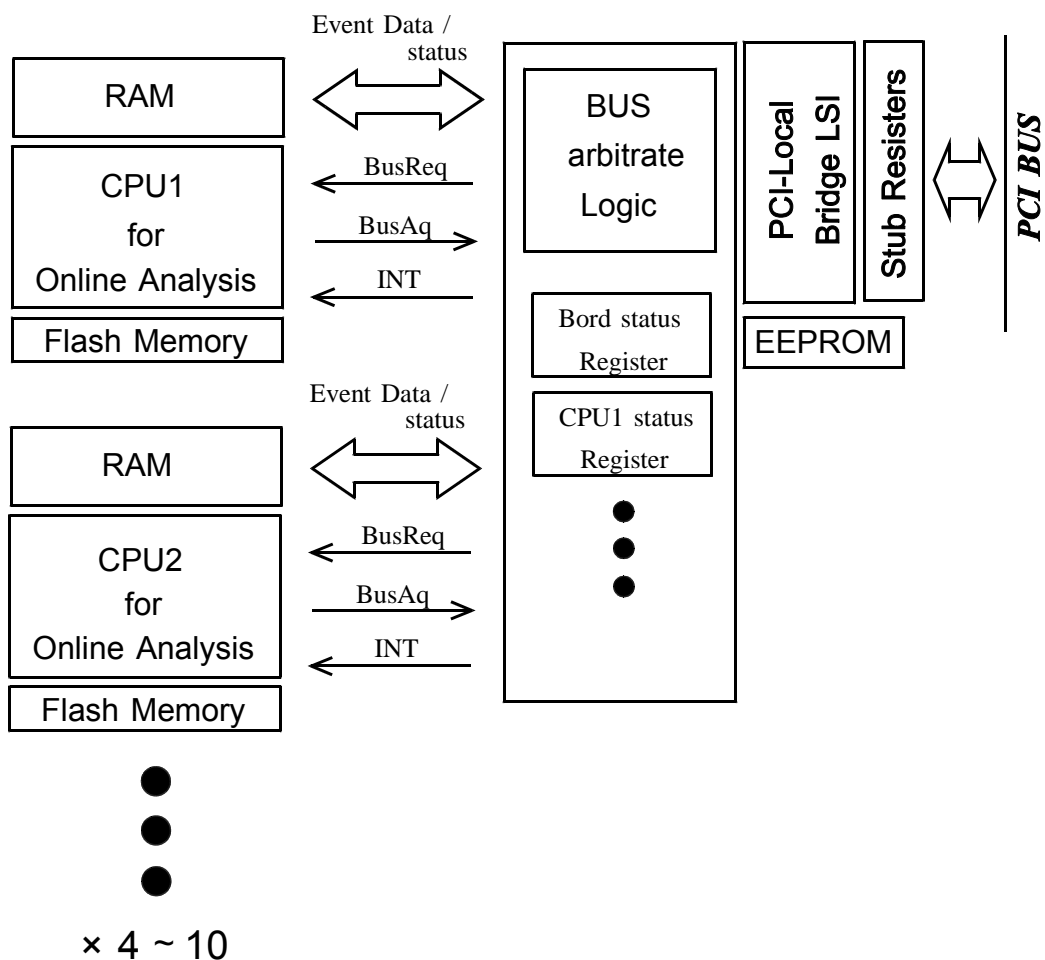 Event Data /
status
RAM
CPU1
for
Online Analysis
Flash Memory
BusReq
BusAq
INT
BUS
arbitrate
Logic
Bord status
Register
CPU1 status
Register
PCI-Local
Bridge LSI
Stub Resisters
EEPROM
PCI BUS
Event Data /
status
RAM
CPU2
for
Online Analysis
Flash Memory
BusReq
BusAq
INT
× 4 ~ 10